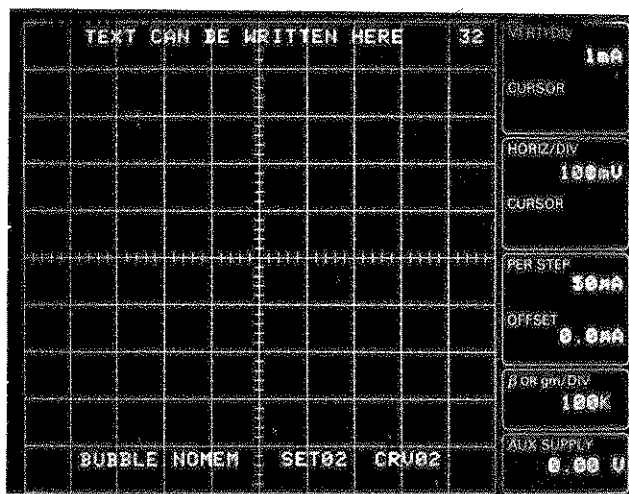 TEXT CAN BE WRITTEN HERE 32
VERT/DIV
1mA
CURSOR
HORIZ/DIV
100mV
CURSOR
PER STEP
50nA
OFFSET
0.0nA
β OR gm/DIV
100K
AUX SUPPLY
0.00 V
BUBBLE NOMEM SET02 CRV02